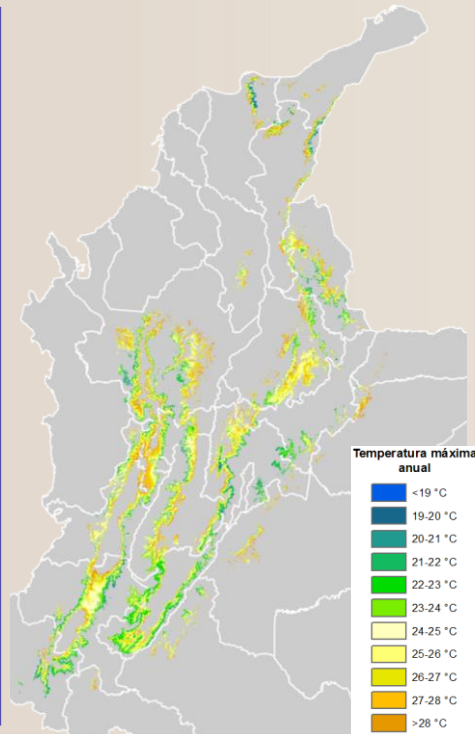 Temperatura máxima
anual
<19 °C
19-20 °C
20-21 °C
21-22 °C
22-23 °C
23-24 °C
24-25 °C
25-26 °C
26-27 °C
27-28 °C
>28 °C